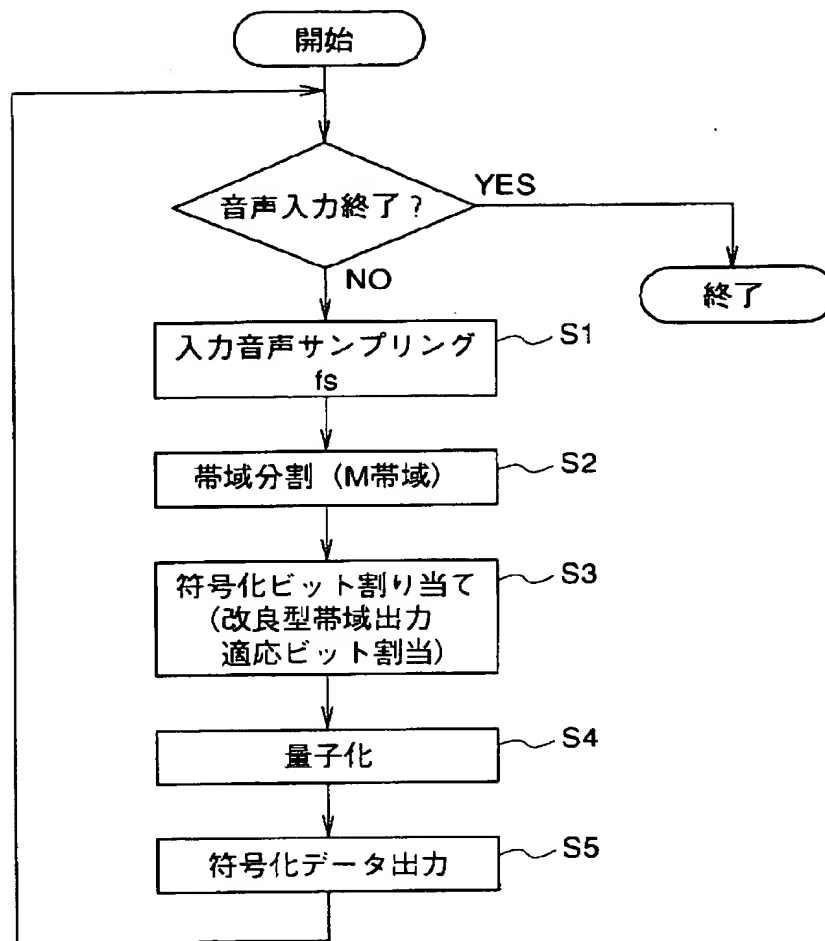 開始
音声入力終了?
YES
NO
終了
入力音声サンプリング
fs
S1
帯域分割（M帯域）
S2
符号化ビット割り当て
（改良型帯域出力
適応ビット割当）
S3
量子化
S4
符号化データ出力
S5